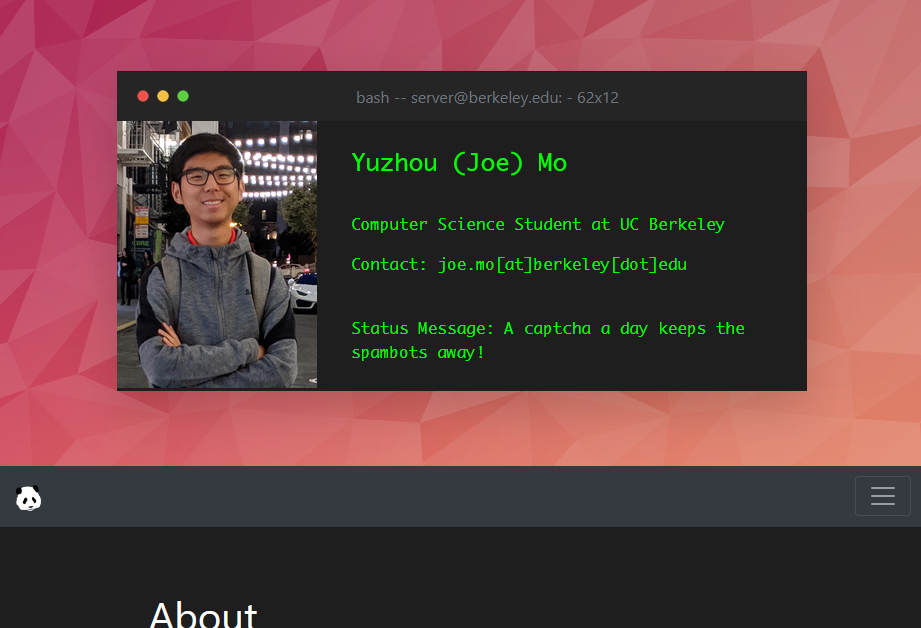 bash -- server@berkeley.edu: - 62x12
Yuzhou (Joe) Mo
Computer Science Student at UC Berkeley
Contact: joe.mo[at]berkeley[dot]edu
Status Message: A captcha a day keeps the
spambots away!
About